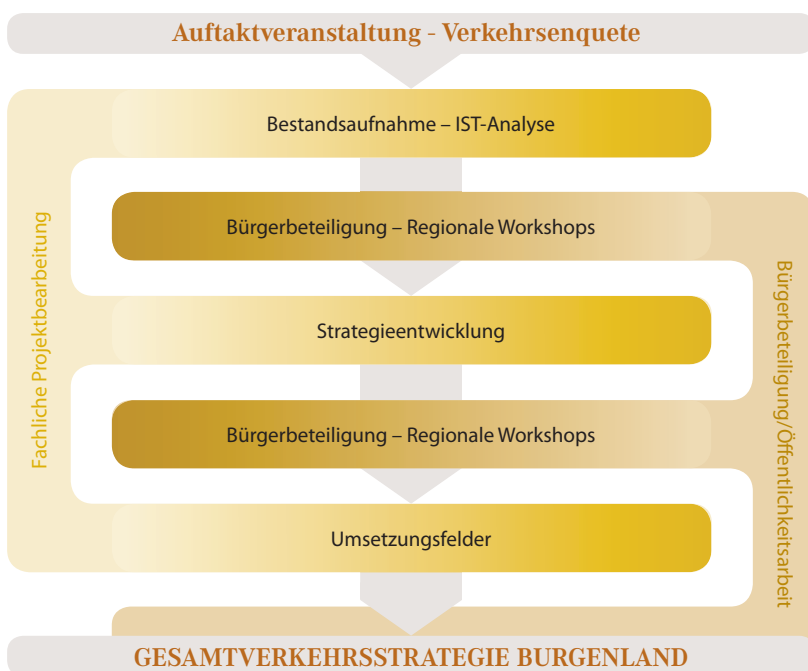 Auftaktveranstaltung - Verkehrsenquete
Bestandsaufnahme – IST-Analyse
Bürgerbeteiligung – Regionale Workshops
Strategieentwicklung
Bürgerbeteiligung – Regionale Workshops
Umsetzungsfelder
Fachliche Projektbearbeitung
Bürgerbeteiligung/Öffentlichkeitsarbeit
GESAMTVERKEHRSSTRATEGIE BURGENLAND